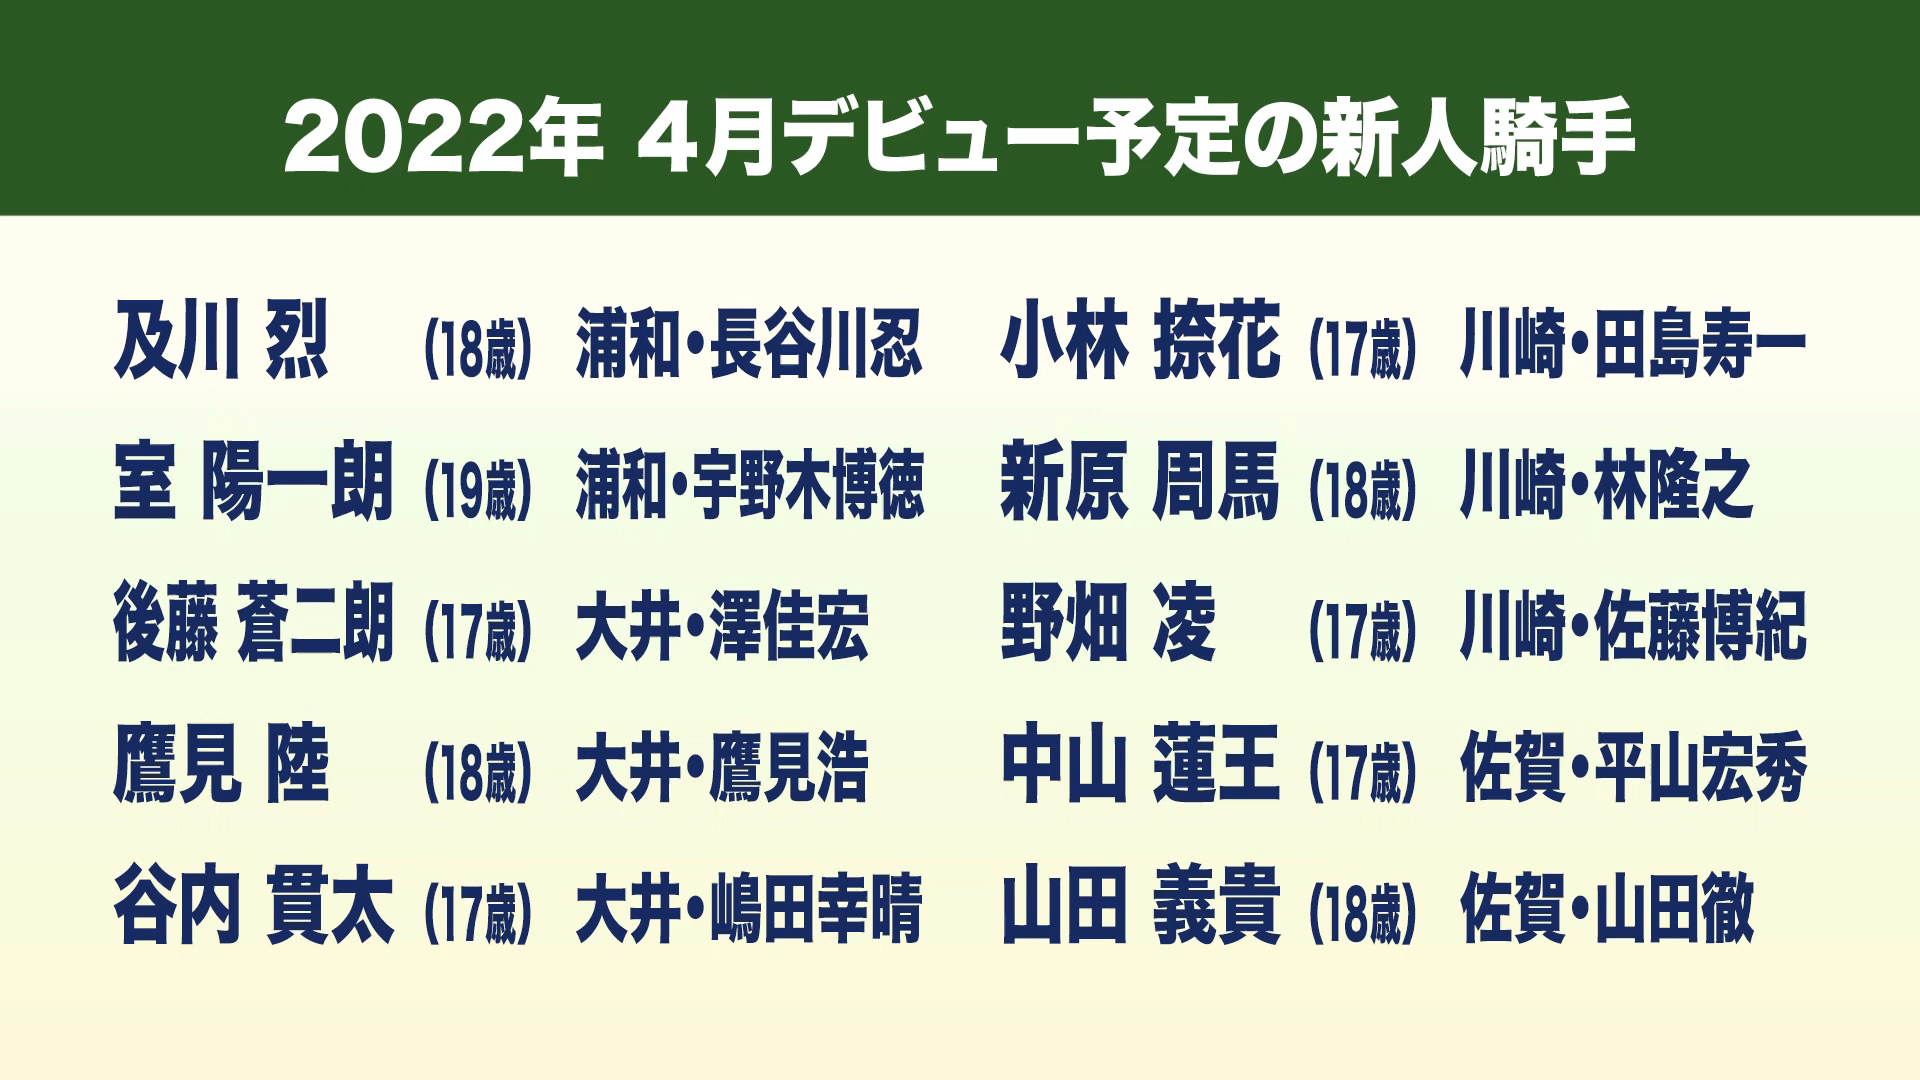 2022年 4月デビュー予定の新人騎手
及川 烈 (18歳) 浦和・長谷川忍
室 陽一朗 (19歳) 浦和・宇野木博徳
後藤 蒼二朗 (17歳) 大井・澤佳宏
鷹見 陸 (18歳) 大井・鷹見浩
谷内 貫太 (17歳) 大井・嶋田幸晴
小林 捺花 (17歳) 川崎・田島寿一
新原 周馬 (18歳) 川崎・林隆之
野畑 凌 (17歳) 川崎・佐藤博紀
中山 蓮王 (17歳) 佐賀・平山宏秀
山田 義貴 (18歳) 佐賀・山田徹